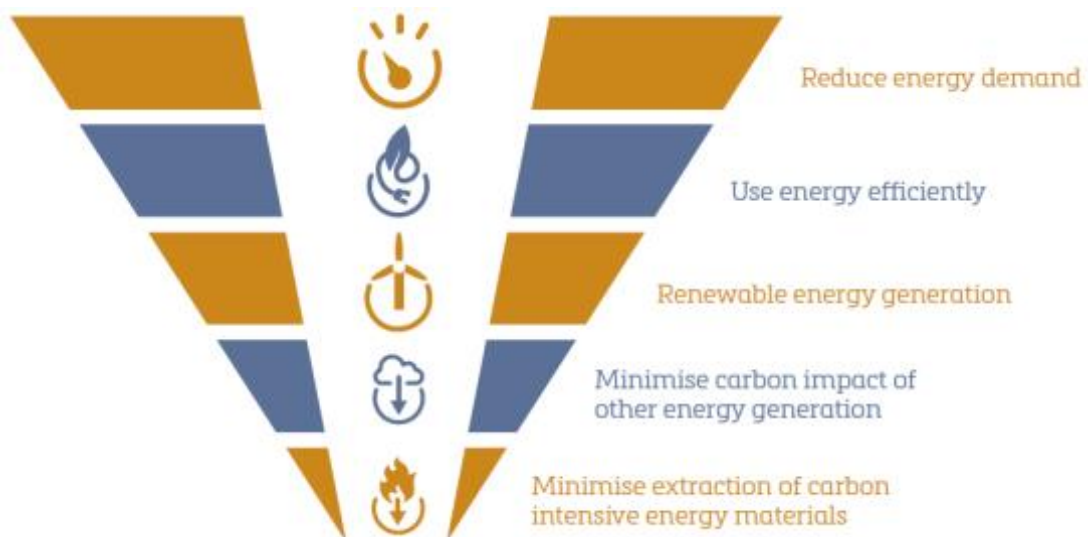 Reduce energy demand
Use energy efficiently
Renewable energy generation
Minimise carbon impact of
other energy generation
Minimise extraction of carbon
intensive energy materials